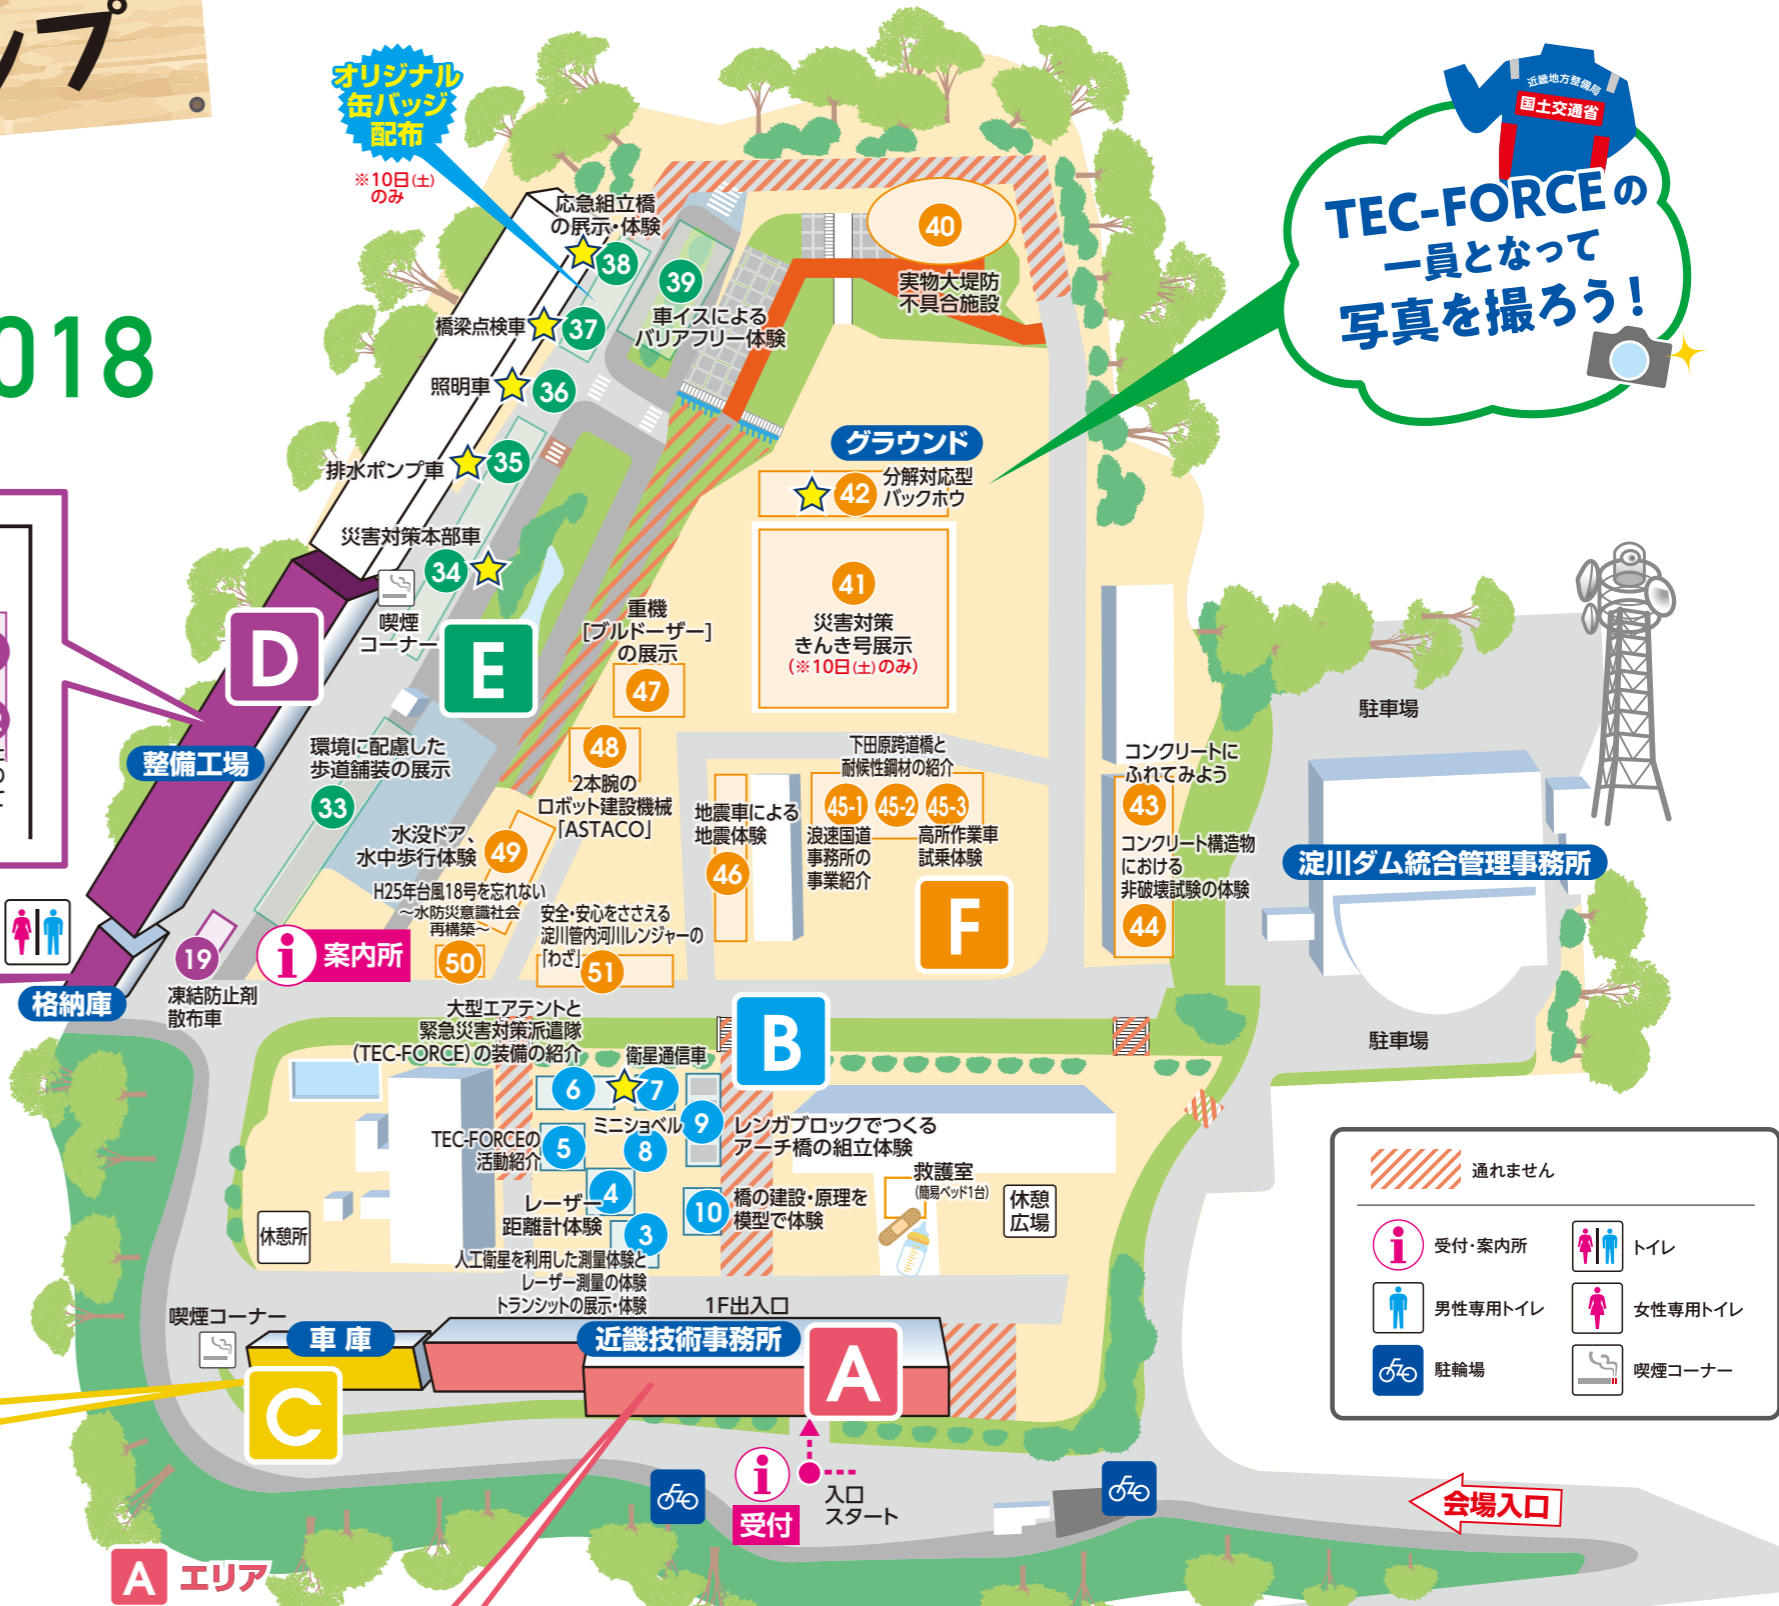 ップ
018
オリジナル
缶バッジ
配布
※10日(土)
のみ
近畿地方整備局
国土交通省
TEC-FORCEの
一員となって
写真を撮ろう!
応急組立橋
の展示・体験
38
39
車イスによる
バリアフリー体験
40
実物大堤防
不具合施設
橋梁点検車
37
照明車
36
排水ポンプ車
35
災害対策本部車
34
喫煙
コーナー
グラウンド
42
分解対応型
バックホウ
41
災害対策
きんき号展示
(※10日(土)のみ)
D
E
整備工場
環境に配慮した
歩道舗装の展示
33
重機
[ブルドーザー]
の展示
47
48
2本腕の
ロボット建設機械
「ASTACO」
水没ドア、
水中歩行体験
49
H25年台風18号を忘れない
~水防災意識社会
再構築~
50
安全・安心をささえる
淀川管内河川レンジャーの
「わざ」
51
地震車による
地震体験
46
下田原跨道橋と
耐候性鋼材の紹介
45-1
45-2
45-3
浪速国道
事務所の
事業紹介
高所作業車
試乗体験
F
コンクリートに
ふれてみよう
43
コンクリート構造物
における
非破壊試験の体験
44
駐車場
淀川ダム統合管理事務所
駐車場
格納庫
19
凍結防止剤
散布車
i 案内所
大型エアテントと
緊急災害対策派遣隊
(TEC-FORCE)の装備の紹介
6
衛星通信車
7
B
TEC-FORCEの
活動紹介
5
ミニショベル
8
9
レンガブロックでつくる
アーチ橋の組立体験
レーザー
距離計体験
4
10
橋の建設・原理を
模型で体験
3
人工衛星を利用した測量体験と
レーザー測量の体験
トランシットの展示・体験
救護室
(簡易ベッド1台)
休憩
広場
休憩所
喫煙コーナー
車庫
C
1F出入口
近畿技術事務所
A
i
受付
入口
スタート
会場入口
A エリア
通れません
i 受付・案内所
トイレ
男性専用トイレ
女性専用トイレ
駐輪場
喫煙コーナー